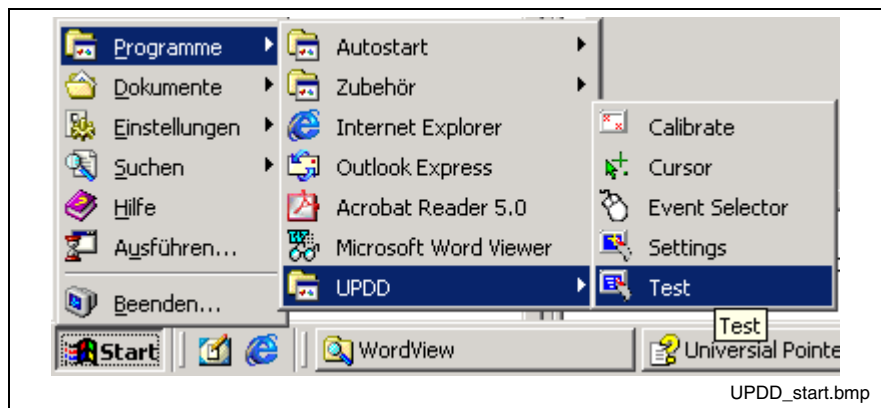 Programme
Dokumente
Einstellungen
Suchen
Hilfe
Ausführen...
Beenden...
Autostart
Zubehör
Internet Explorer
Outlook Express
Acrobat Reader 5.0
Microsoft Word Viewer
UPDD
Calibrate
Cursor
Event Selector
Settings
Test
Test
Start
WordView
Universial Pointe
UPDD_start.bmp